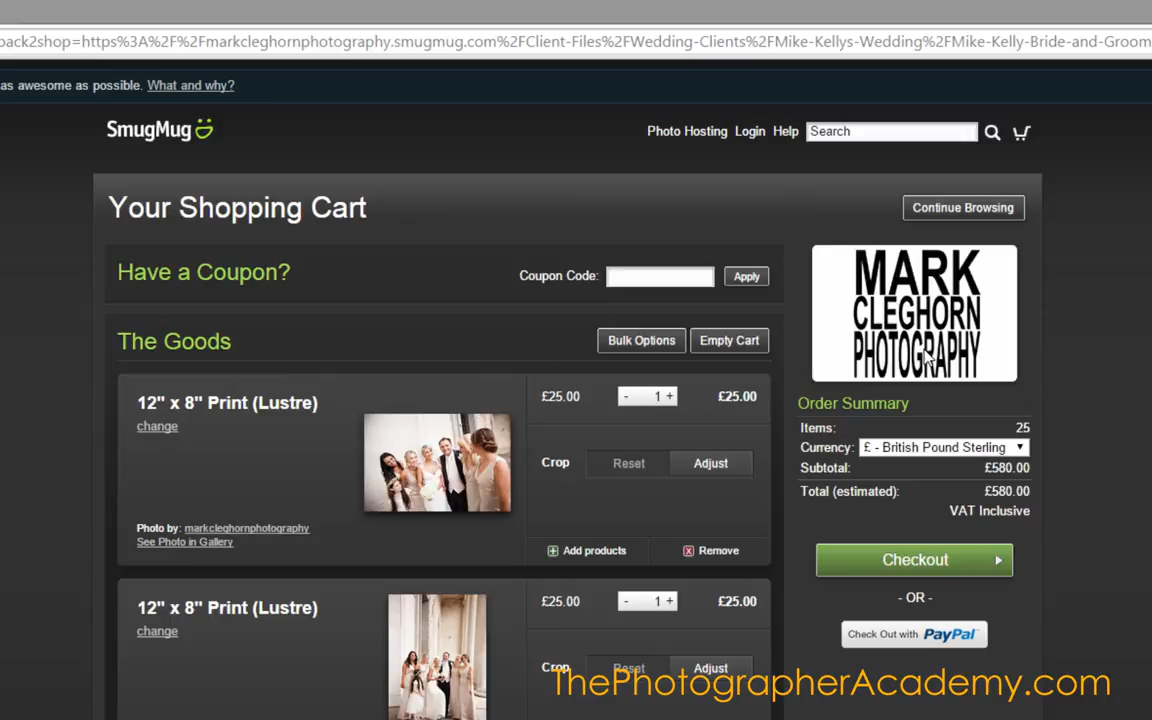 back2shop=https%3A%2F%2Fmarkcleghornphotography.smugmug.com%2FClient-Files%2FWedding-Clients%2FMike-Kellys-Wedding%2FMike-Kelly-Bride-and-Groom
as awesome as possible. What and why?
SmugMug
Photo Hosting Login Help Search
Your Shopping Cart
Continue Browsing
Have a Coupon?
Coupon Code:
Apply
MARK
CLEGHORN
PHOTOGRAPHY
The Goods
Bulk Options
Empty Cart
12" x 8" Print (Lustre)
change
£25.00 - 1 + £25.00
Crop Reset Adjust
Photo by: markcleghornphotography
See Photo in Gallery
Add products
Remove
Order Summary
Items: 25
Currency: £ - British Pound Sterling
Subtotal: £580.00
Total (estimated): £580.00
VAT Inclusive
Checkout
- OR -
Check Out with PayPal
12" x 8" Print (Lustre)
change
£25.00 - 1 + £25.00
Crop Reset Adjust
ThePhotographerAcademy.com